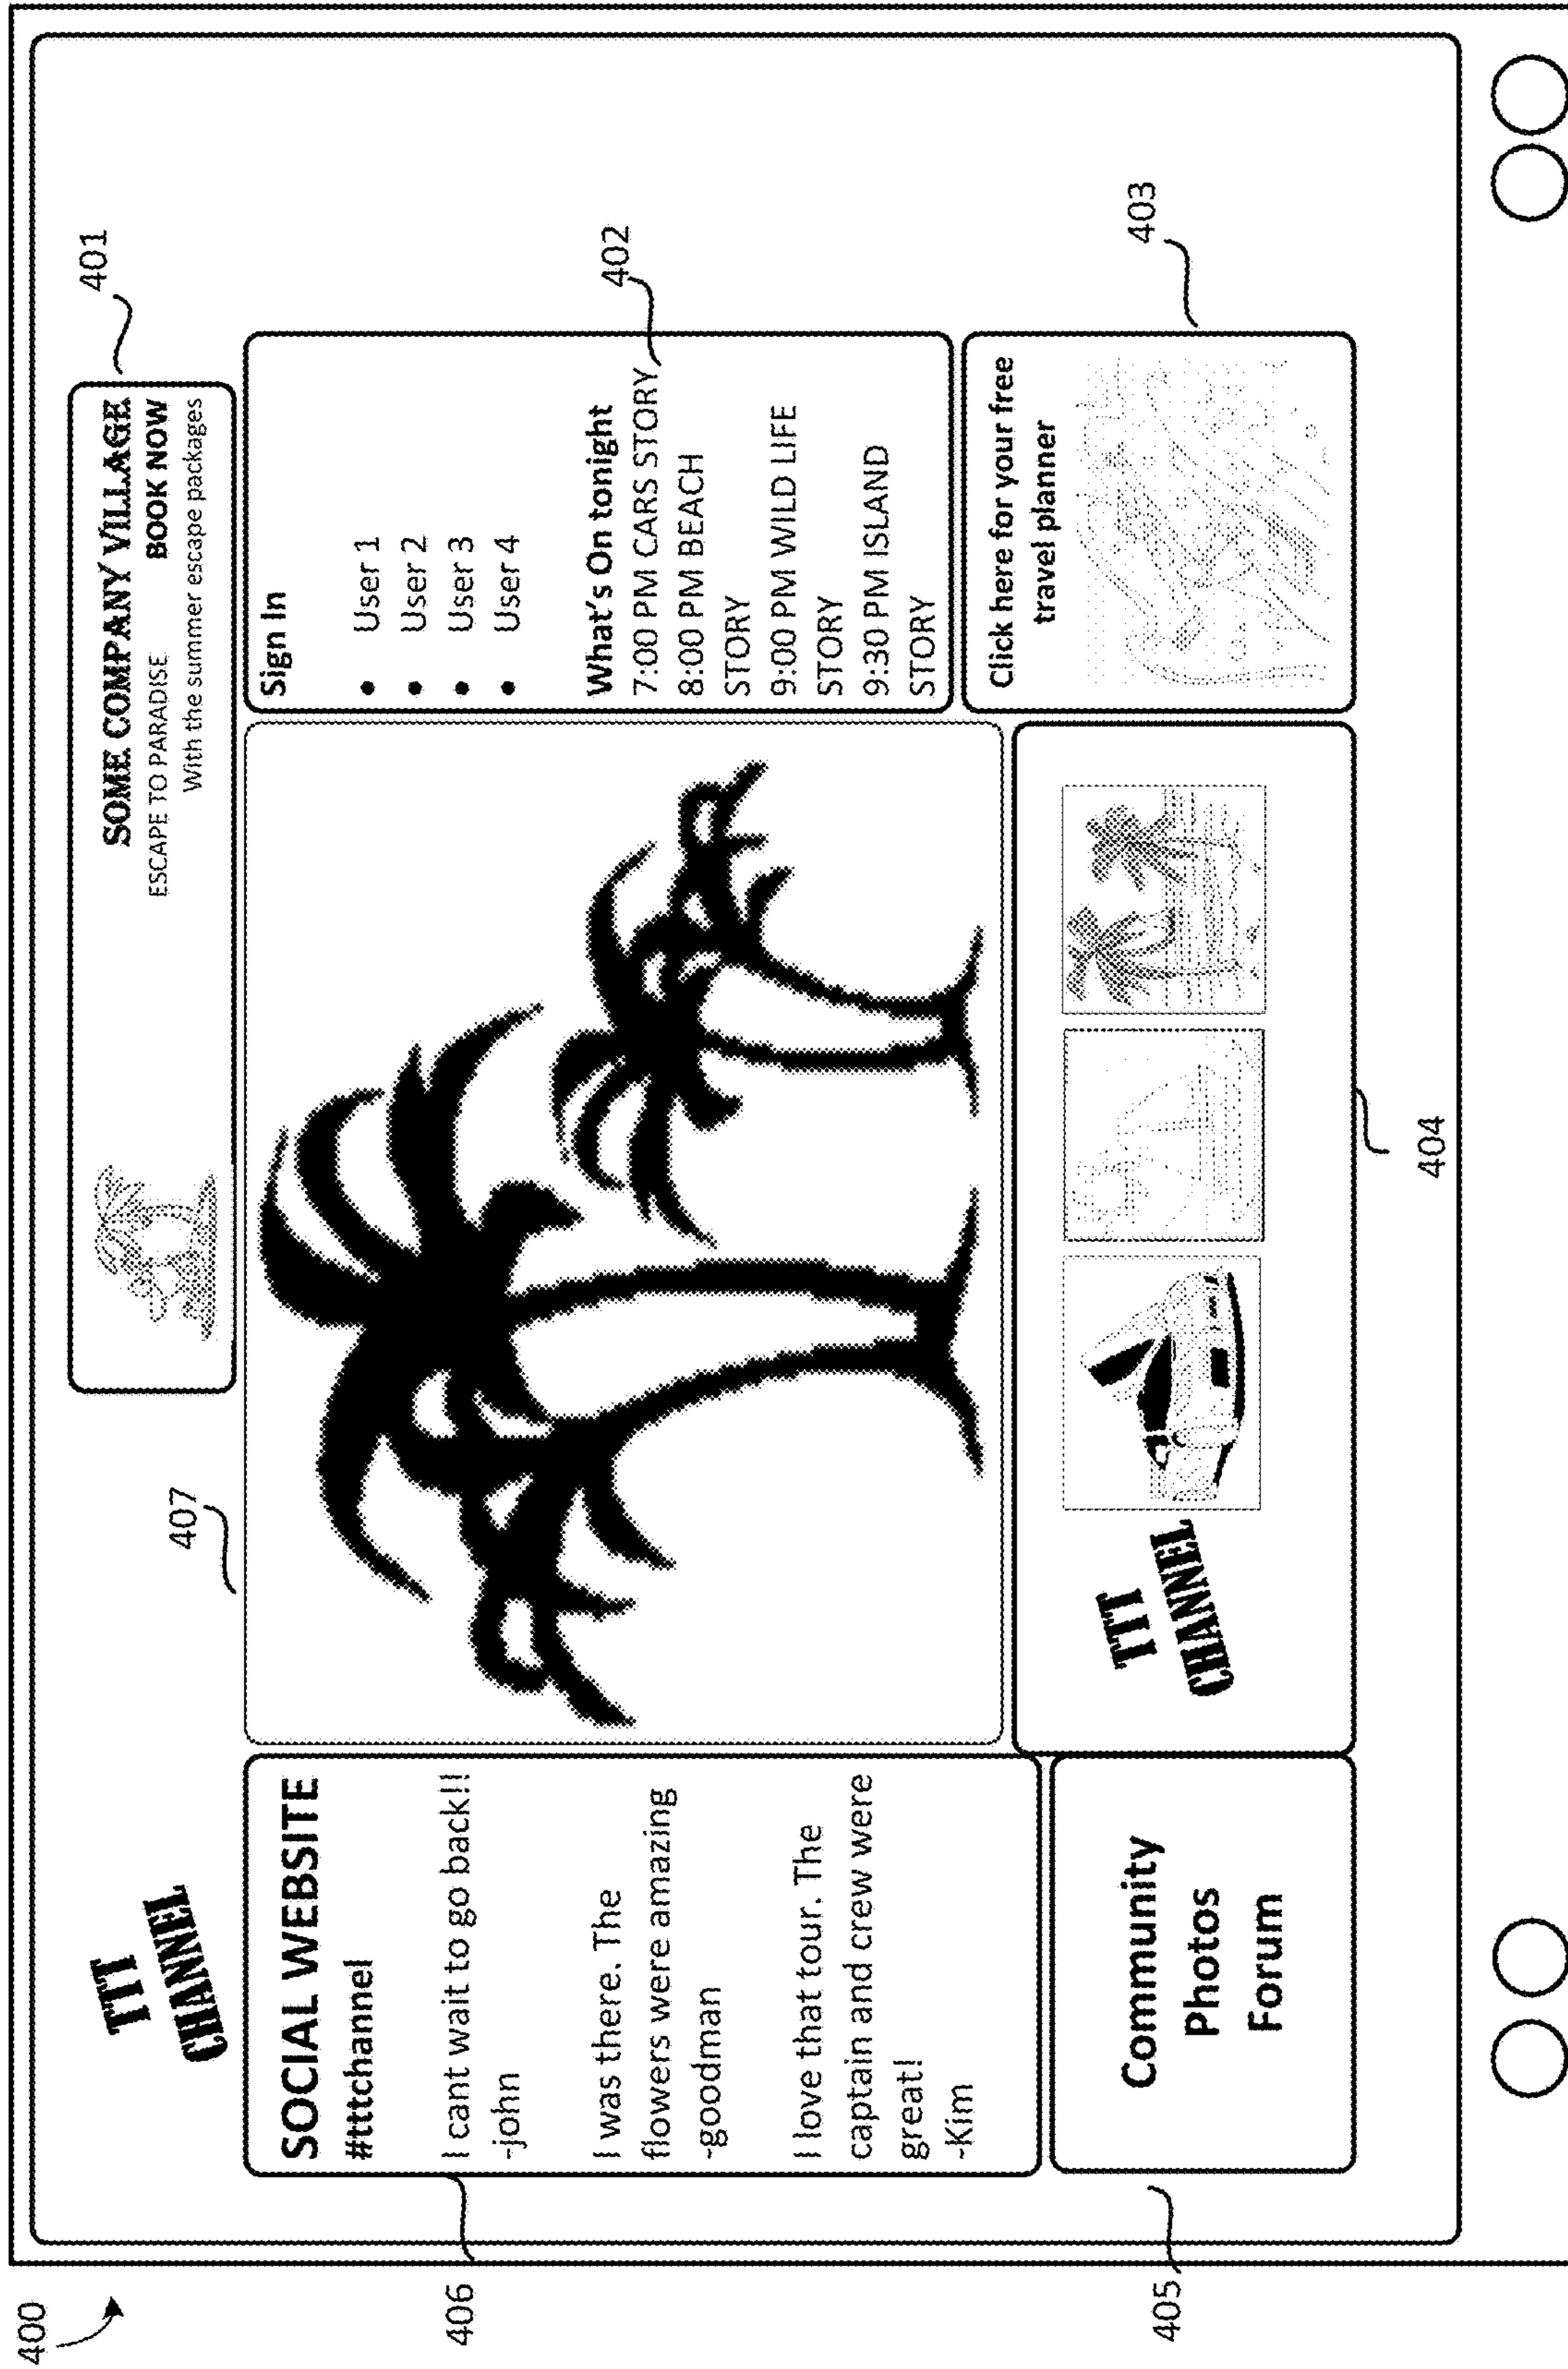 400
TTT
CHANNEL
407
SOME COMPANY VILLAGE
ESCAPE TO PARADISE BOOK NOW
With the summer escape packages
401
SOCIAL WEBSITE
#tttchannel
I cant wait to go back!!
-john
I was there. The
flowers were amazing
-goodman
I love that tour. The
captain and crew were
great!
-Kim
406
Sign In
• User 1
• User 2
• User 3
• User 4
What's On tonight
7:00 PM CARS STORY
8:00 PM BEACH
STORY
9:00 PM WILD LIFE
STORY
9:30 PM ISLAND
STORY
402
Community
Photos
Forum
405
TTT
CHANNEL
404
Click here for your free
travel planner
403